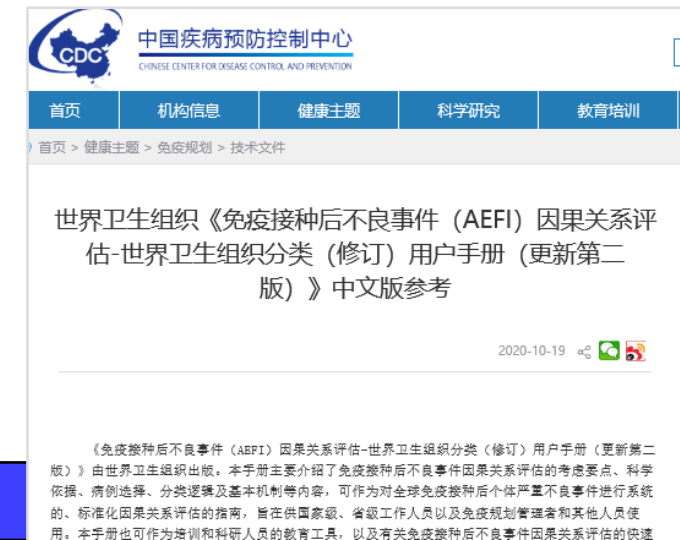 CDC
中国疾病预防控制中心
CHINESE CENTER FOR DISEASE CONTROL AND PREVENTION
首页 机构信息 健康主题 科学研究 教育培训
首页 > 健康主题 > 免疫规划 > 技术文件
世界卫生组织《免疫接种后不良事件（AEFI）因果关系评
估-世界卫生组织分类（修订）用户手册（更新第二
版）》中文版参考
2020-10-19
《免疫接种后不良事件（AEFI）因果关系评估-世界卫生组织分类（修订）用户手册（更新第二
版）》由世界卫生组织出版。本手册主要介绍了免疫接种后不良事件因果关系评估的考虑要点、科学
依据、病例选择、分类逻辑及基本机制等内容，可作为对全球免疫接种后个体严重不良事件进行系统
的、标准化因果关系评估的指南，旨在供国家级、省级工作人员以及免疫规划管理者和其他人员使
用。本手册也可作为培训和科研人员的教育工具，以及有关免疫接种后不良事件因果关系评估的快速